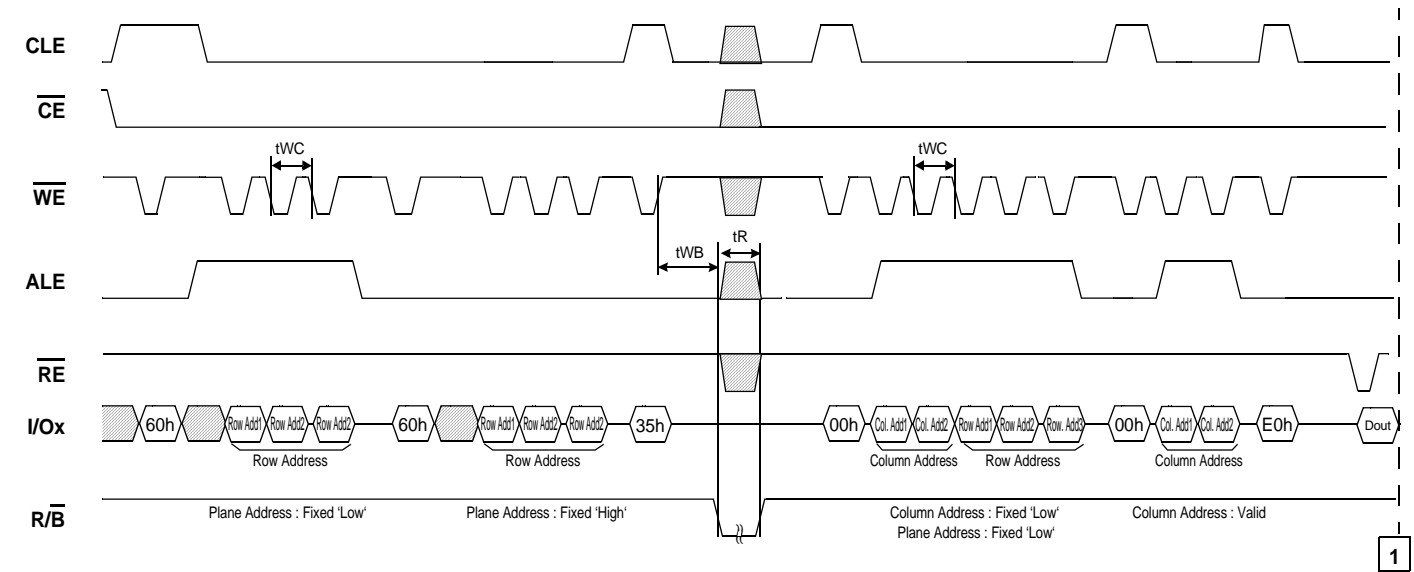 CLE
CE
tWC
tWC
WE
tR
tWB
ALE
RE
I/Ox
60h
Row Add1
Row Add2
Row Add2
60h
Row Add1
Row Add2
Row Add2
35h
00h
Col. Add1
Col. Add2
Row Add1
Row Add2
Row. Add3
00h
Col. Add1
Col. Add2
E0h
Dout
Row Address
Row Address
Column Address
Row Address
Column Address
R/B
Plane Address : Fixed ‘Low‘
Plane Address : Fixed ‘High‘
Column Address : Fixed ‘Low‘
Plane Address : Fixed ‘Low‘
Column Address : Valid
1